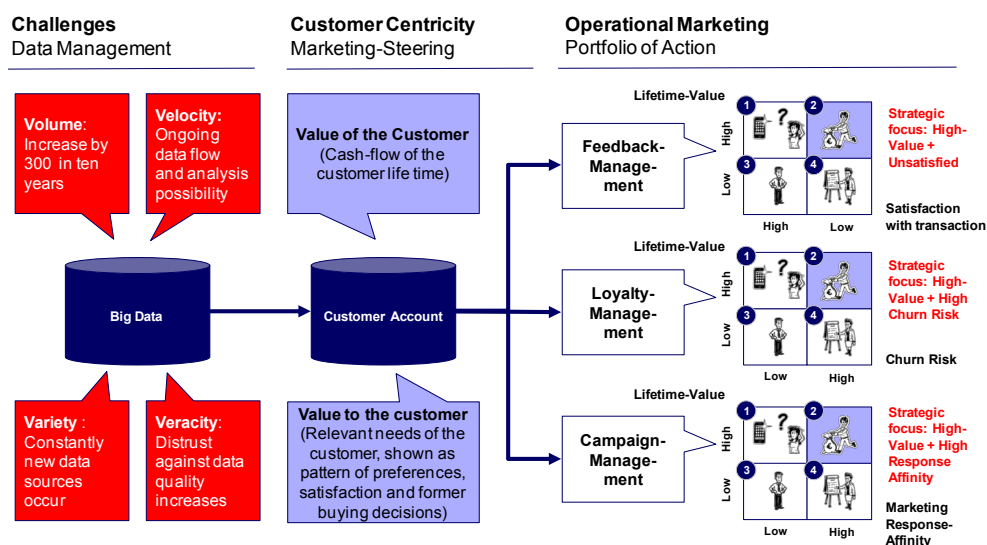 Challenges
Data Management
Customer Centricity
Marketing-Steering
Operational Marketing
Portfolio of Action
Volume:
Increase by
300 in ten
years
Velocity:
Ongoing
data flow
and analysis
possibility
Big Data
Variety :
Constantly
new data
sources
occur
Veracity:
Distrust
against data
quality
increases
Value of the Customer
(Cash-flow of the
customer life time)
Customer Account
Value to the customer
(Relevant needs of the
customer, shown as
pattern of preferences,
satisfaction and former
buying decisions)
Feedback-
Manage-
ment
Lifetime-Value
High
Low
1
2
3
4
?
High
Low
Strategic
focus: High-
Value +
Unsatisfied
Satisfaction
with transaction
Loyalty-
Manage-
ment
Lifetime-Value
High
Low
1
2
3
4
?
Low
High
Strategic
focus: High-
Value + High
Churn Risk
Churn Risk
Campaign-
Manage-
ment
Lifetime-Value
High
Low
1
2
3
4
?
Low
High
Strategic
focus: High-
Value + High
Response
Affinity
Marketing
Response-
Affinity